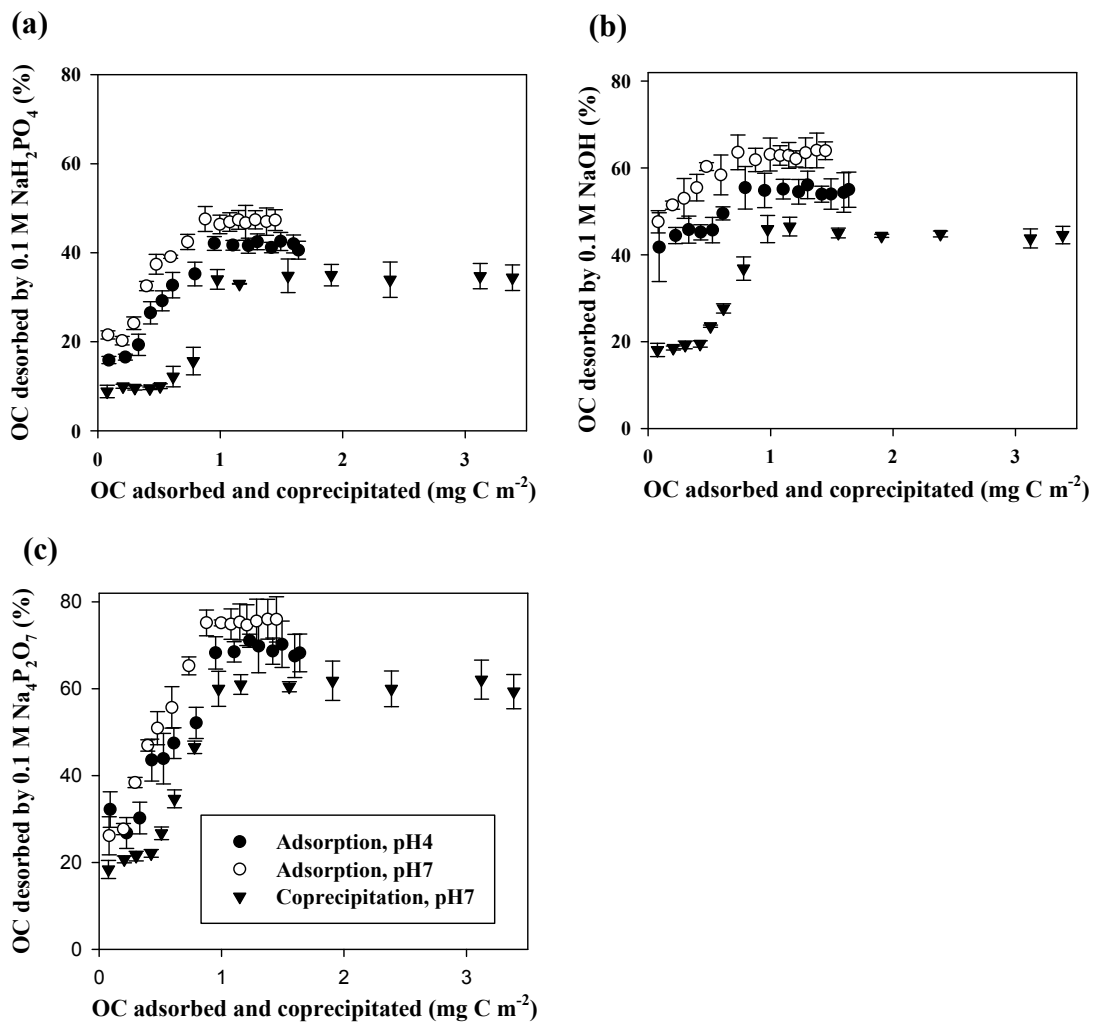 (a)
OC desorbed by 0.1 M NaH2PO4 (%)
80
60
40
20
0
0 1 2 3
OC adsorbed and coprecipitated (mg C m-2)
(b)
OC desorbed by 0.1 M NaOH (%)
80
60
40
20
0
0 1 2 3
OC adsorbed and coprecipitated (mg C m-2)
(c)
OC desorbed by 0.1 M Na4P2O7 (%)
80
60
40
20
0
Adsorption, pH4
Adsorption, pH7
Coprecipitation, pH7
0 1 2 3
OC adsorbed and coprecipitated (mg C m-2)